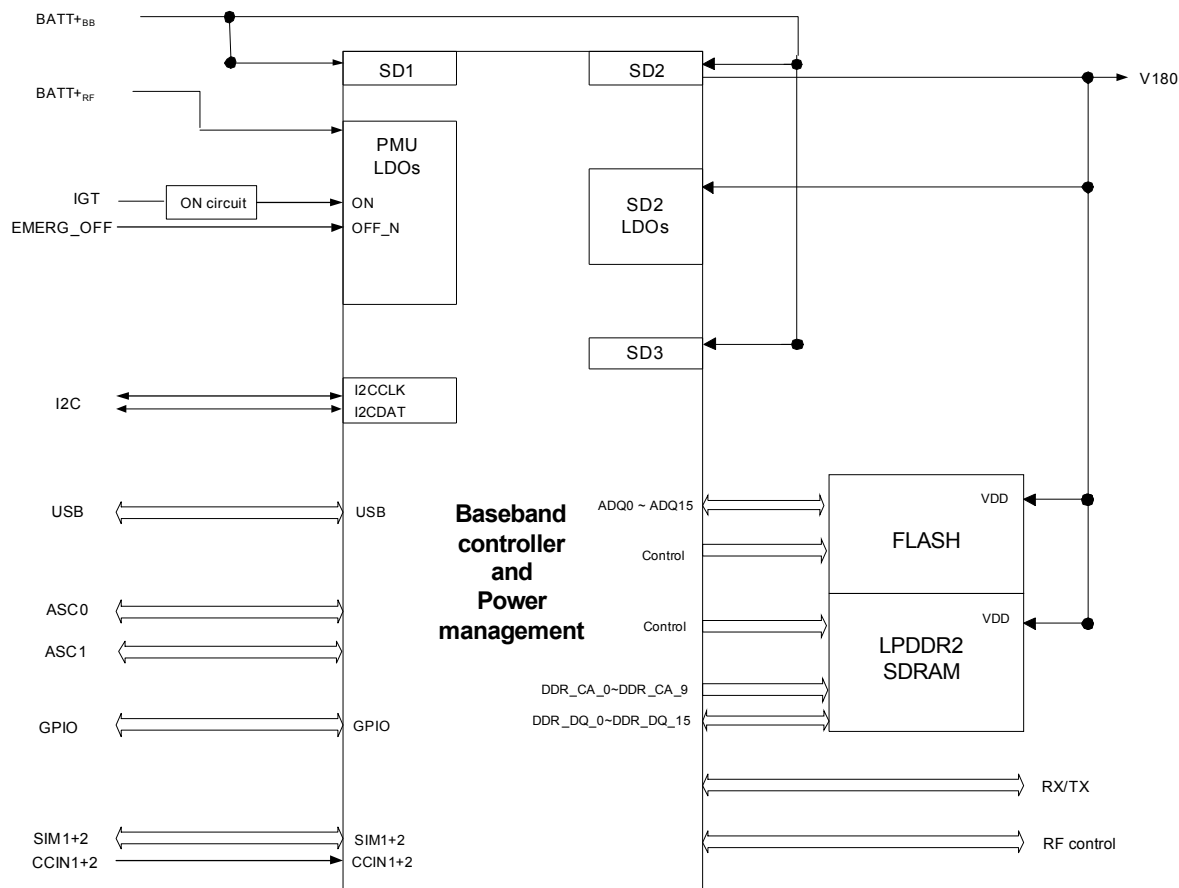 BATT+BB
SD1
SD2
V180
BATT+RF
PMU
LDOs
IGT
ON circuit
ON
EMERG_OFF
OFF_N
SD2
LDOs
SD3
I2C
I2CCLK
I2CDAT
USB
USB
Baseband
controller
and
Power
management
ADQ0 ~ ADQ15
VDD
FLASH
Control
ASC0
Control
VDD
ASC1
LPDDR2
SDRAM
DDR_CA_0~DDR_CA_9
DDR_DQ_0~DDR_DQ_15
GPIO
GPIO
RX/TX
SIM1+2
SIM1+2
RF control
CCIN1+2
CCIN1+2